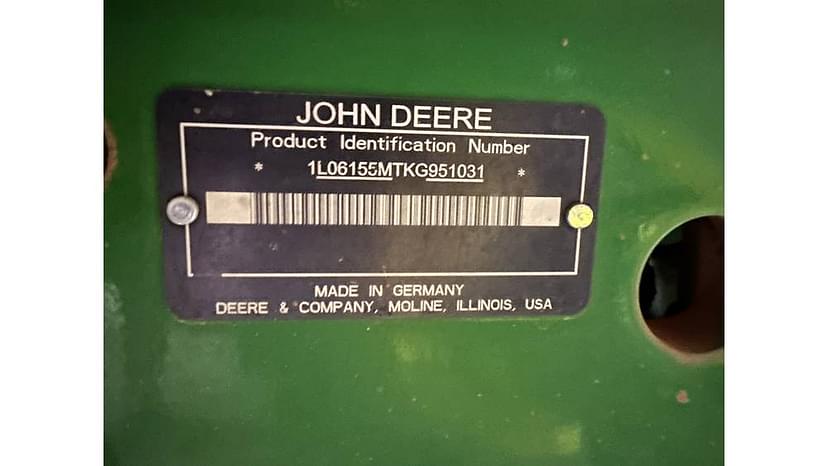 JOHN DEERE
Product Identification Number
* 1L06155MTKG951031 *
MADE IN GERMANY
DEERE & COMPANY, MOLINE, ILLINOIS, USA